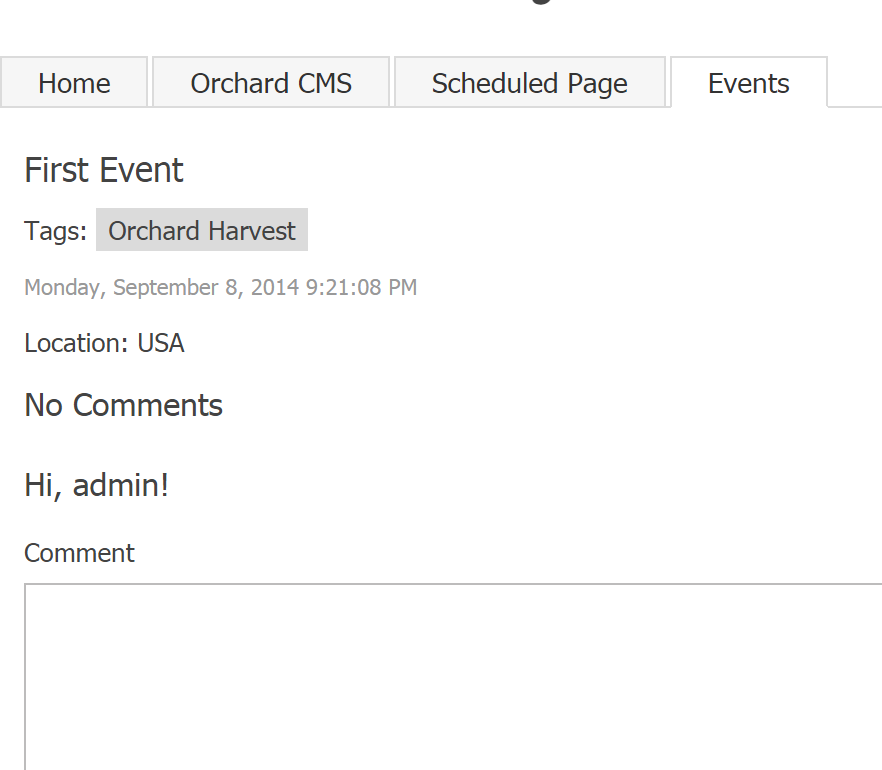 Home Orchard CMS Scheduled Page Events
First Event
Tags: Orchard Harvest
Monday, September 8, 2014 9:21:08 PM
Location: USA
No Comments
Hi, admin!
Comment